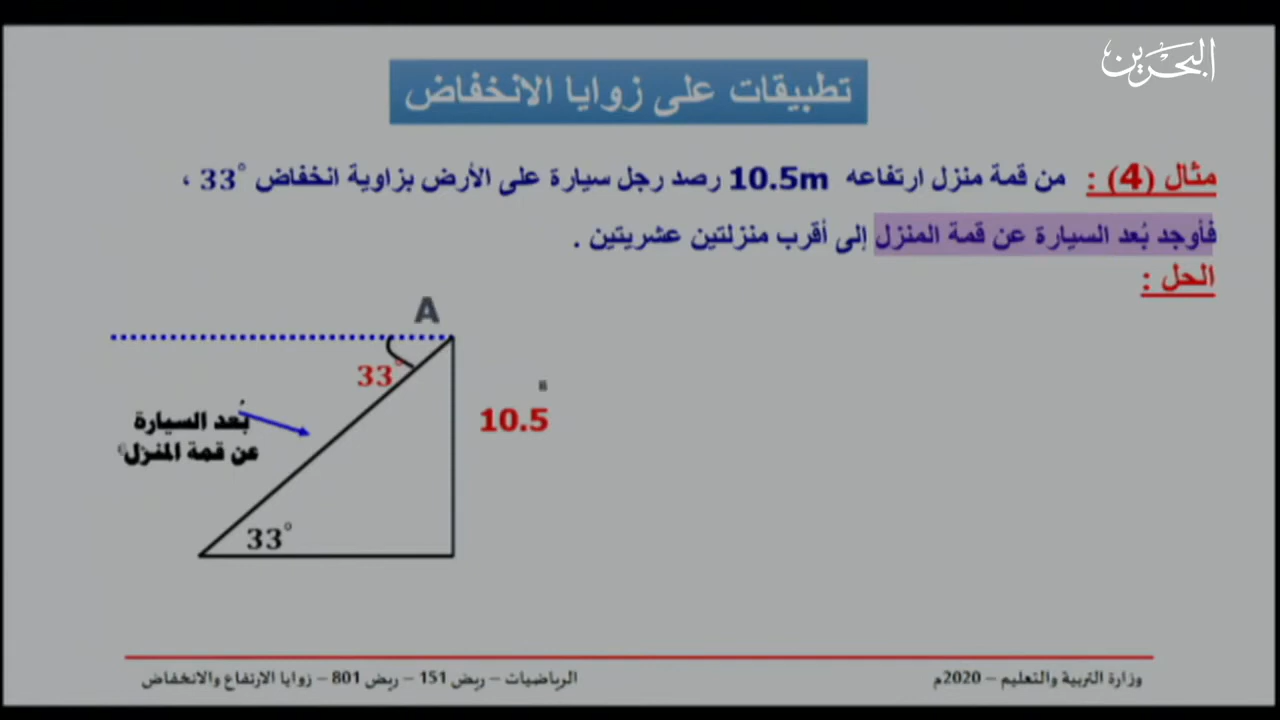 البحرين
تطبيقات على زوايا الانخفاض
مثال (4) : من قمة منزل ارتفاعه 10.5m رصد رجل سيارة على الأرض بزاوية انخفاض 33° ،
فأوجد بُعد السيارة عن قمة المنزل إلى أقرب منزلتين عشريتين .
الحل :
A
33°
10.5
بُعد السيارة
عن قمة المنزل
33°
وزارة التربية والتعليم – 2020م
الرياضيات – ريض 151 – ريض 801 – زوايا الارتفاع والانخفاض